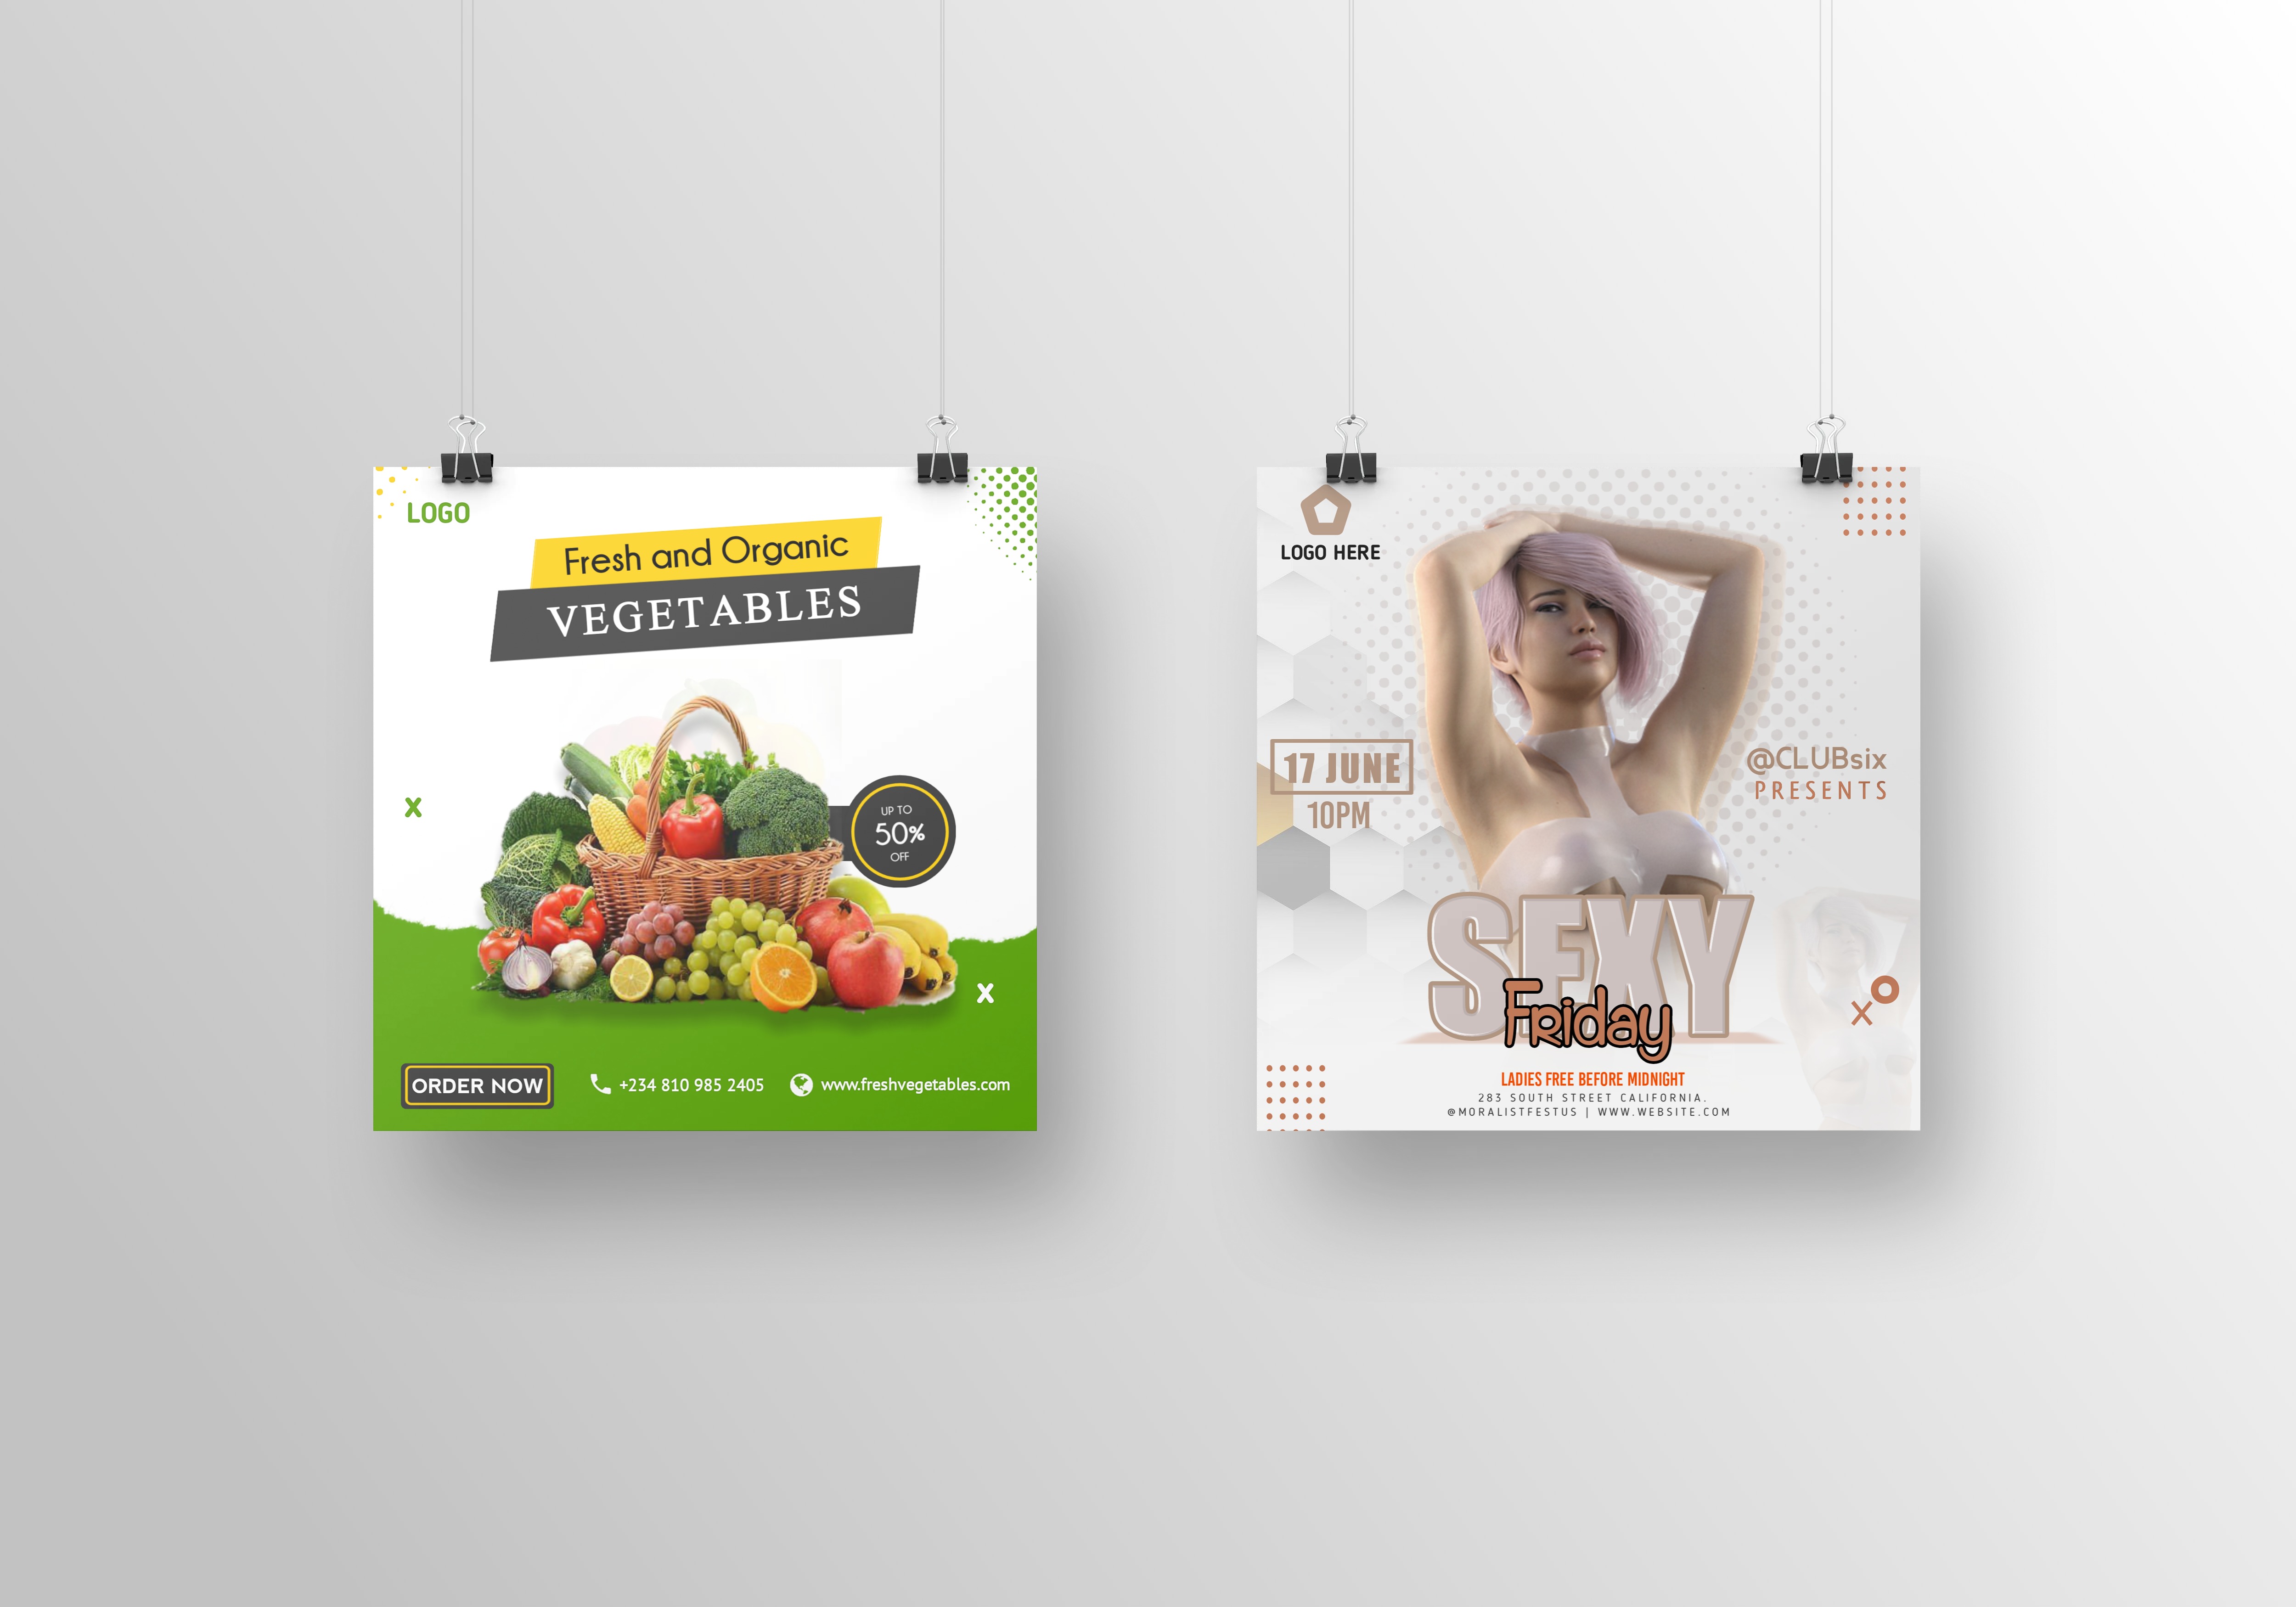 LOGO
Fresh and Organic
VEGETABLES
X
UP TO
50%
OFF
X
ORDER NOW
+234 810 985 2405
www.freshvegetables.com
LOGO HERE
17 JUNE
10PM
@CLUBsix
PRESENTS
SEXY
Friday
X
LADIES FREE BEFORE MIDNIGHT
283 SOUTH STREET CALIFORNIA.
@MORALISTFESTUS | WWW.WEBSITE.COM